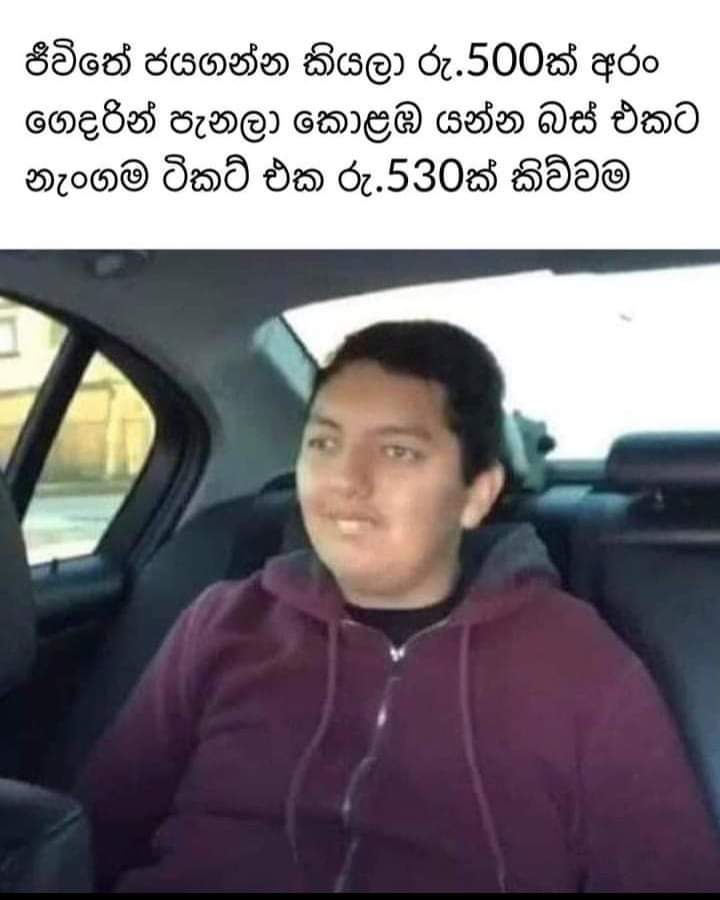 ජීවිතේ ජයගන්න කියලා රු.500ක් අරං
ගෙදරින් පැනලා කොළඹ යන්න බස් එකට
නැංගම ටිකට් එක රු.530ක් කිව්වම